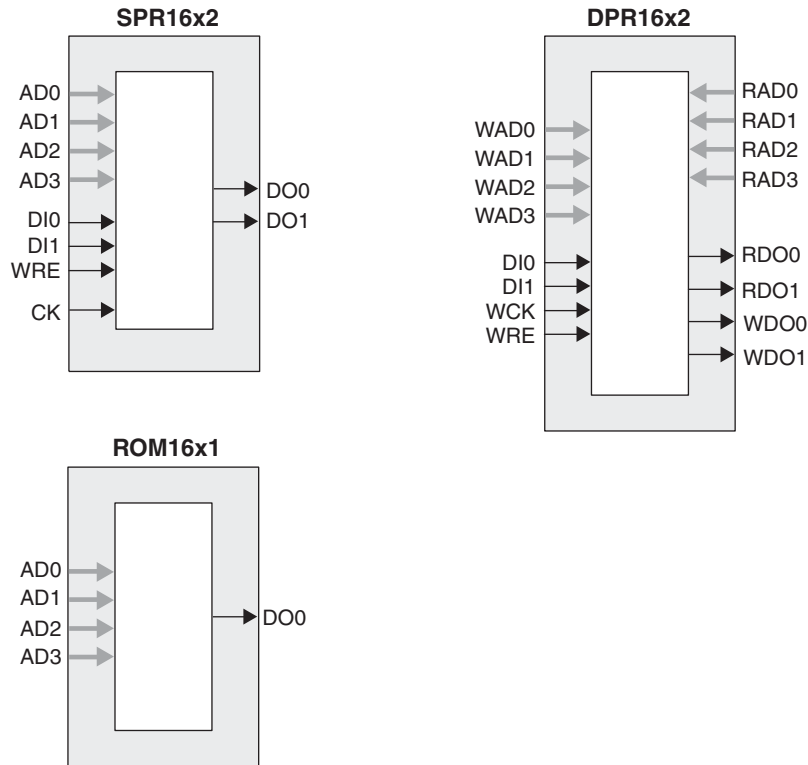 SPR16x2
AD0
AD1
AD2
AD3
DI0
DI1
WRE
CK
DO0
DO1
DPR16x2
WAD0
WAD1
WAD2
WAD3
DI0
DI1
WCK
WRE
RAD0
RAD1
RAD2
RAD3
RDO0
RDO1
WDO0
WDO1
ROM16x1
AD0
AD1
AD2
AD3
DO0